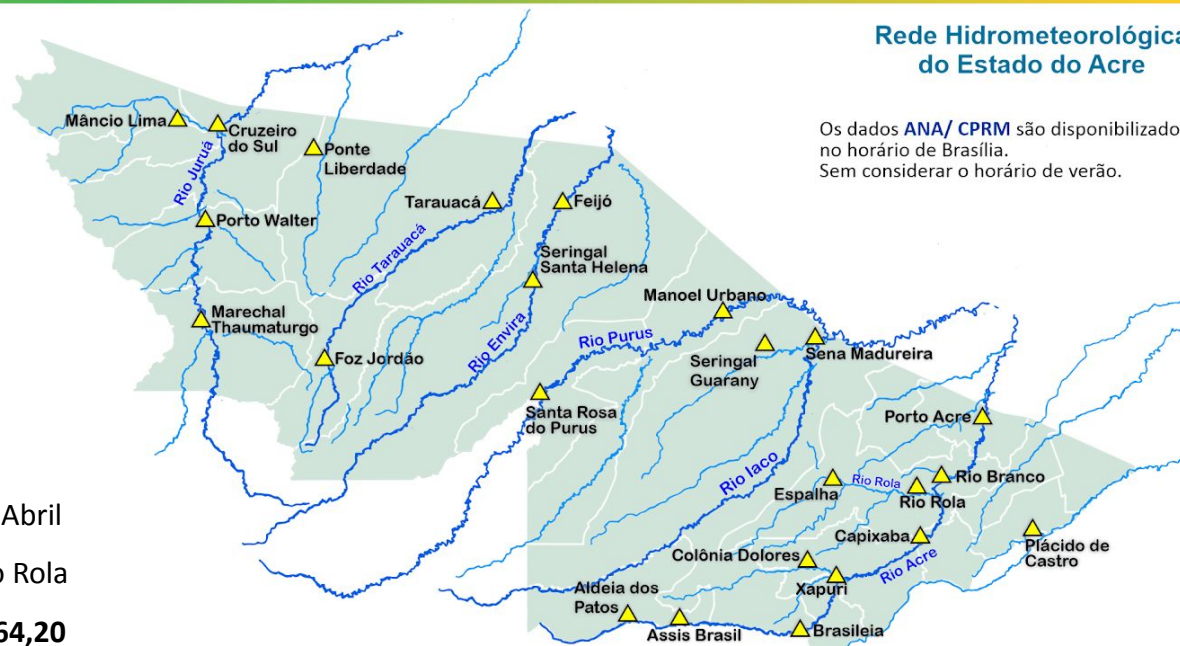 Rede Hidrometeorológica
do Estado do Acre
Os dados ANA/ CPRM são disponibilizado
no horário de Brasília.
Sem considerar o horário de verão.
Mâncio Lima
Cruzeiro
do Sul
Ponte
Liberdade
Rio Juruá
Porto Walter
Tarauacá
Feijó
Rio Tarauacá
Seringal
Santa Helena
Marechal
Thaumaturgo
Foz Jordão
Rio Envira
Manoel Urbano
Rio Purus
Seringal
Guarany
Sena Madureira
Santa Rosa
do Purus
Porto Acre
Rio Iaco
Espalha
Rio Rola
Rio Rola
Rio Branco
Capixaba
Plácido de
Castro
Colônia Dolores
Rio Acre
Xapuri
Aldeia dos
Patos
Assis Brasil
Brasileia
Abril
o Rola
64,20